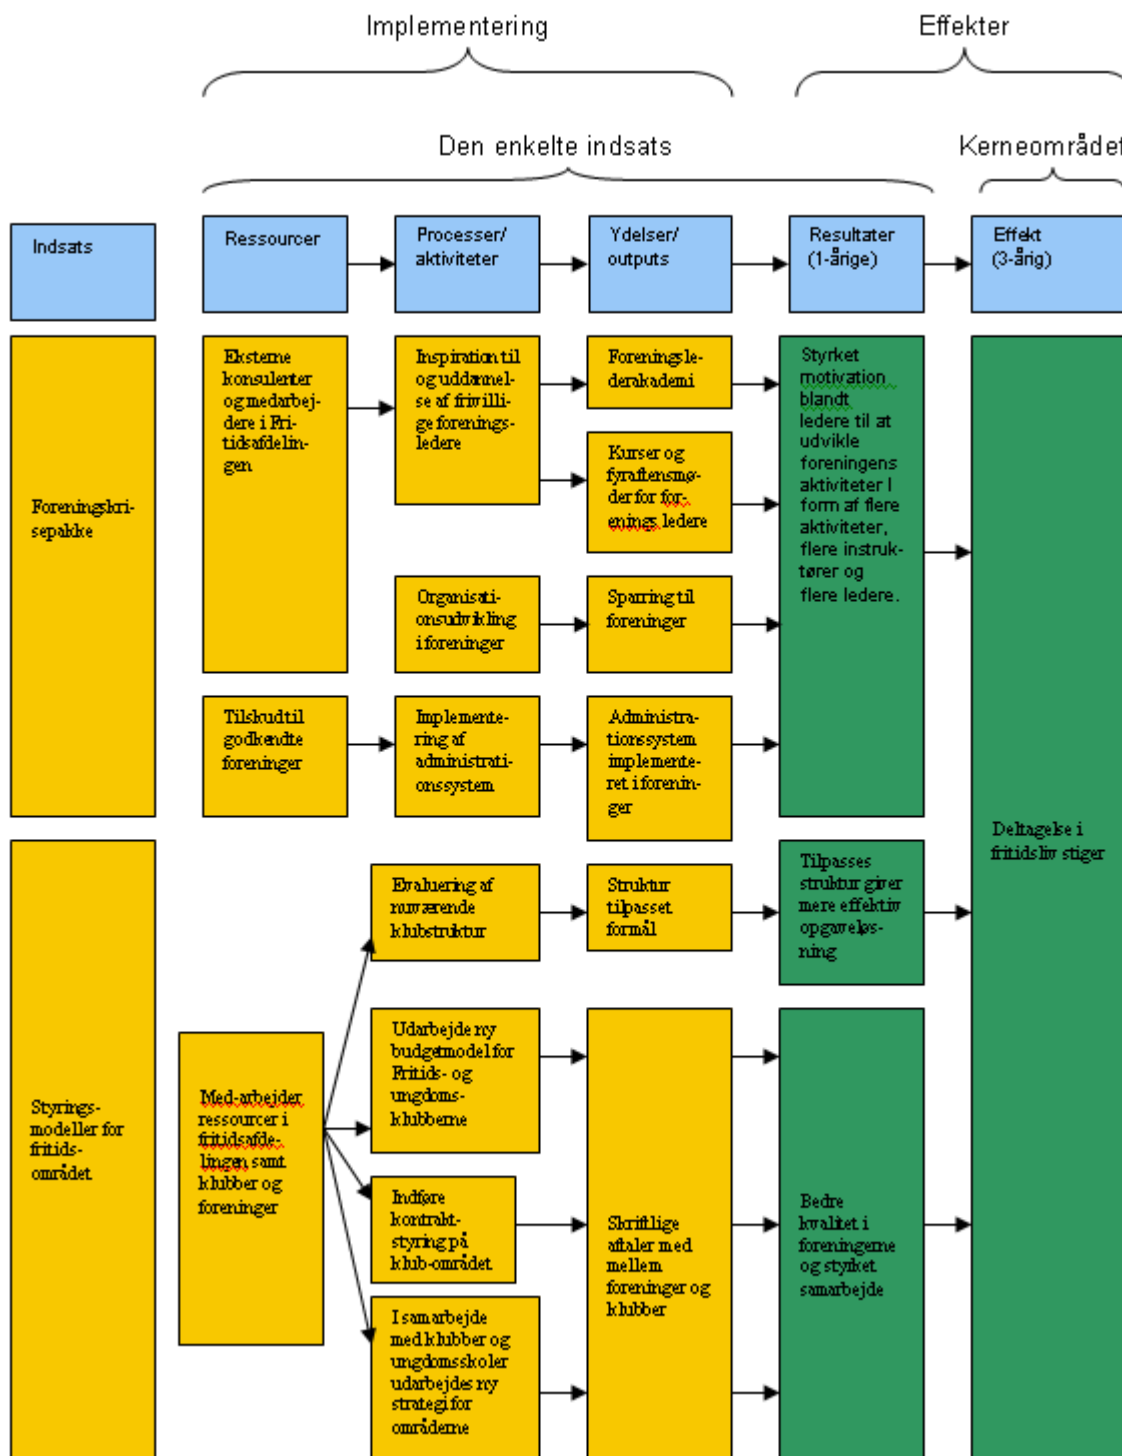 Implementering
Effekter
Den enkelte indsats
Kerneområdet
Indsats
Ressourcer
Processer/
aktiviteter
Ydelser/
outputs
Resultater
(1-årige)
Effekt
(3-årig)
Foreningskri-
sepakke
Eksterne
konsulenter
og medarbej-
dere i Fri-
tidsafdelin-
gen
Inspiration til
og uddannel-
se af frivilli-
ge forenings-
ledere
Foreningsle-
derakademi
Kurser og
fyraftensmø-
der for for-
enings ledere
Organisati-
onsudvikling
i foreninger
Sparring til
foreninger
Tilskud til
godkendte
foreninger
Implemente-
ring af
administrati-
onssystem
Administra-
tionssystem
implemente-
ret i forenin-
ger
Styrket
motivation
blandt
ledere til at
udvikle
foreningens
aktiviteter I
form af flere
aktiviteter,
flere instruk-
tører og
flere ledere.
Deltagelse i
fritidsliv stiger
Styrings-
modeller for
fritids-
området
Med-arbejder
ressourcer i
fritidsafde-
lingen samt
klubber og
foreninger
Evaluering af
nuværende
klubstruktur
Struktur
tilpasset
formål
Tilpasses
struktur giver
mere effektiv
opgaveløs-
ning
Udarbejde ny
budgetmodel for
Fritids- og
ungdoms-
klubberne
Indføre
kontrakt-
styring på
klub-området
I samarbejde
med klubber og
ungdomsskoler
udarbejdes ny
strategi for
områderne
Skriftlige
aftaler med
mellem
foreninger og
klubber
Bedre
kvalitet i
foreningerne
og styrket
samarbejde